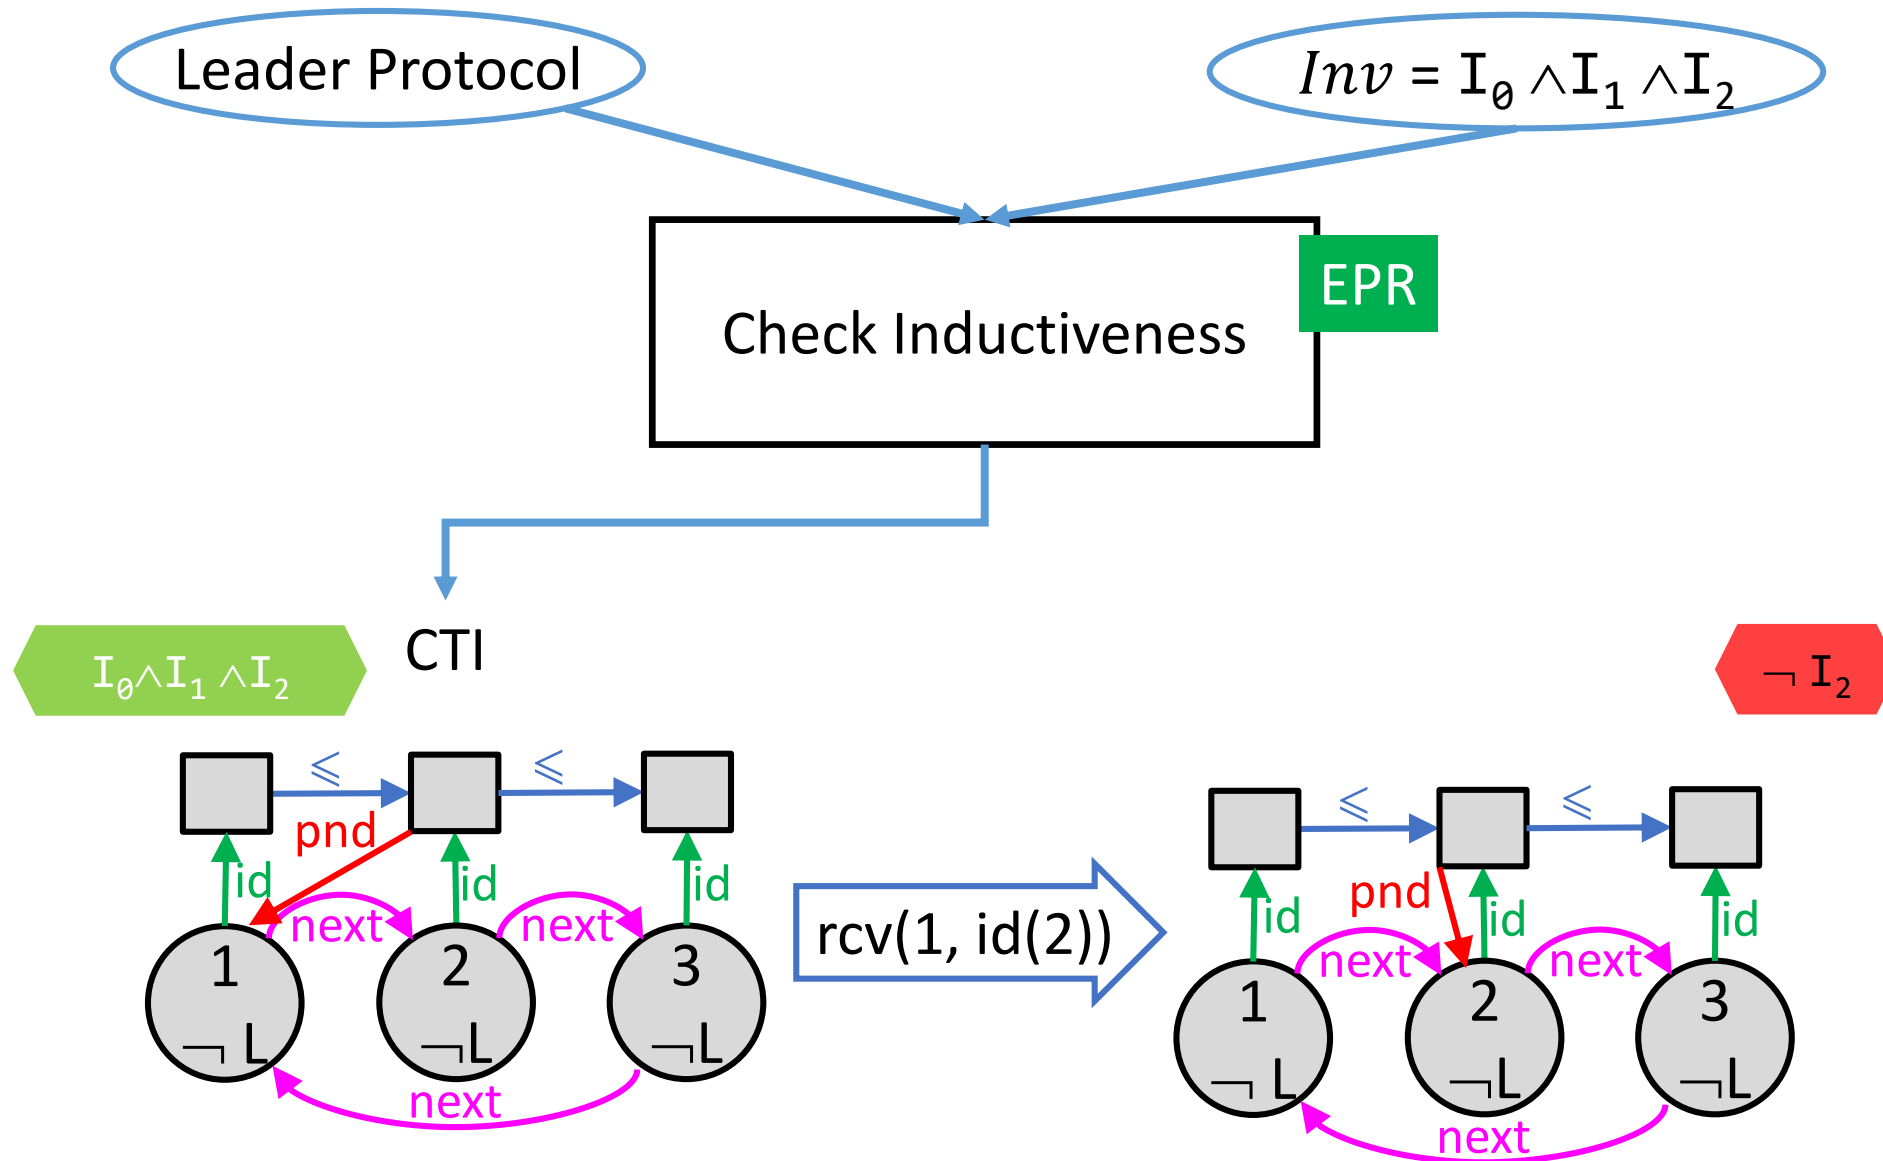 Leader Protocol
Inv = I₀ ∧I₁ ∧I₂
EPR
Check Inductiveness
CTI
I₀∧I₁ ∧I₂
¬ I₂
≤ ≤
pnd
id id id
next next
1 2 3
¬ L ¬L ¬L
next
rcv(1, id(2))
≤ ≤
pnd
id id id
next next
1 2 3
¬ L ¬L ¬L
next